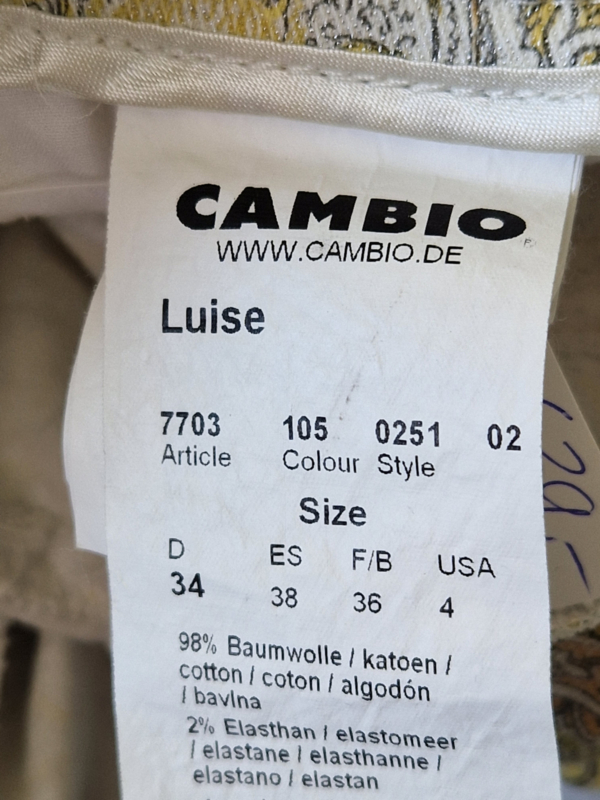 CAMBIO
WWW.CAMBIO.DE
Luise
7703 105 0251 02
Article Colour Style
Size
D ES F/B USA
34 38 36 4
98% Baumwolle / katoen /
cotton / coton / algodón
/ bavlna
2% Elasthan / elastomeer
/ elastane / elasthanne /
elastano / elastan